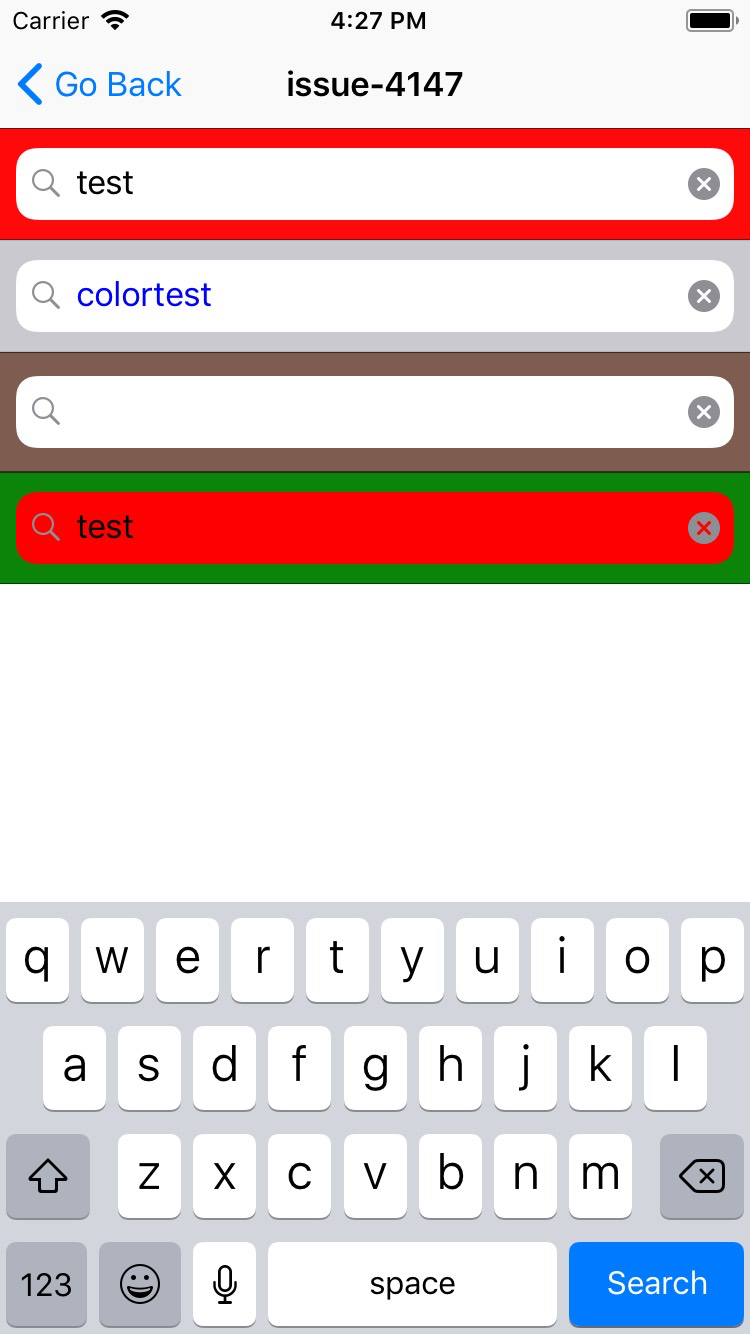 Carrier 4:27 PM
Go Back issue-4147
test
colortest
test
q w e r t y u i o p
a s d f g h j k l
z x c v b n m
123 space Search